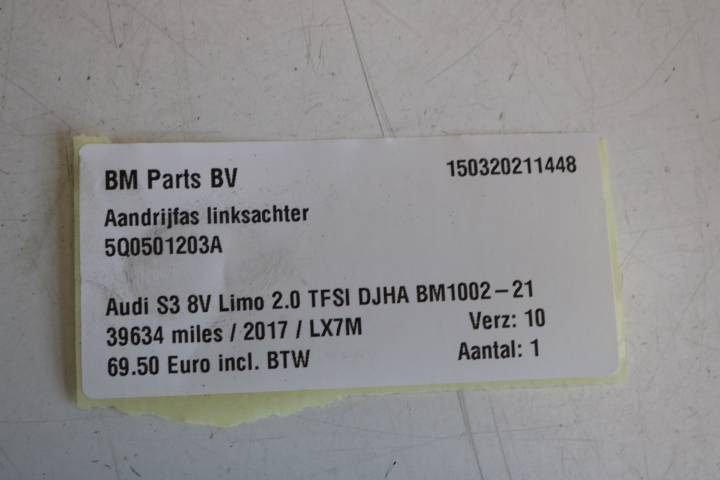 BM Parts BV 150320211448
Aandrijfas linksachter
5Q0501203A
Audi S3 8V Limo 2.0 TFSI DJHA BM1002-21
39634 miles / 2017 / LX7M Verz: 10
69.50 Euro incl. BTW Aantal: 1